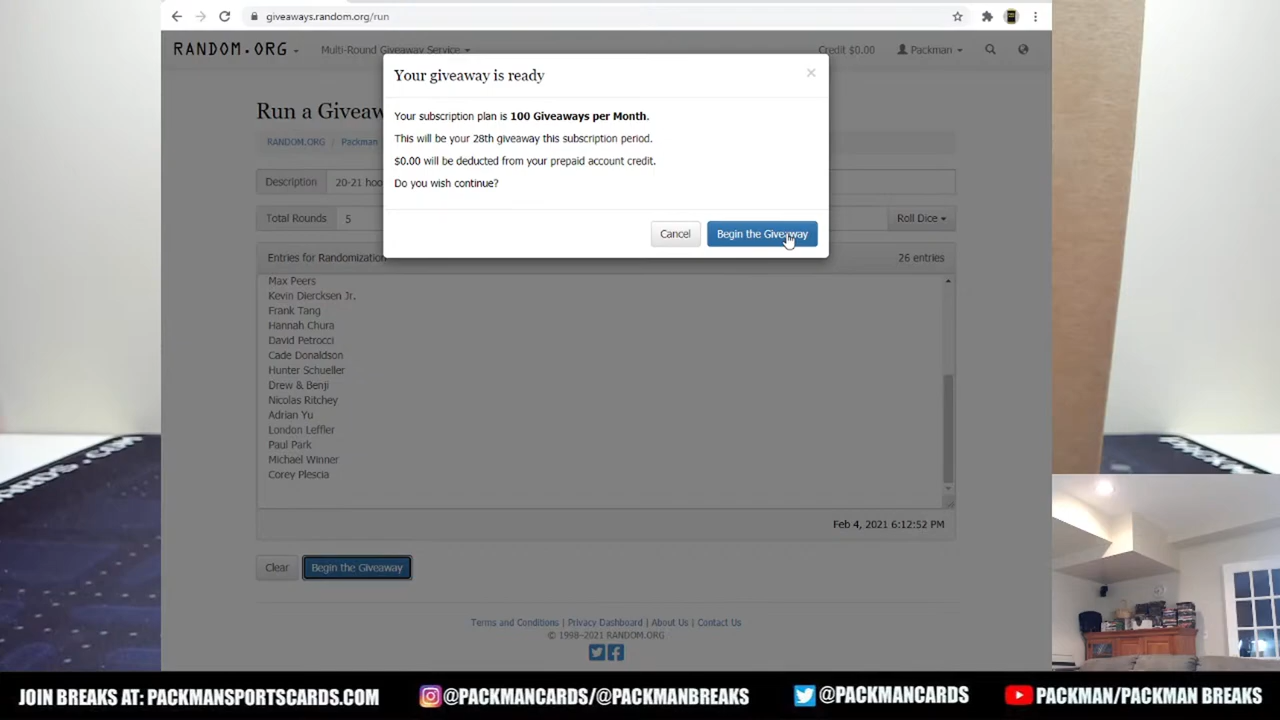 giveaways.random.org/run
RANDOM.ORG
Multi-Round Giveaway Service
Credit $0.00
Packman
Your giveaway is ready
×
Your subscription plan is 100 Giveaways per Month.
This will be your 28th giveaway this subscription period.
$0.00 will be deducted from your prepaid account credit.
Do you wish continue?
Cancel
Begin the Giveaway
Run a Giveaw
RANDOM.ORG / Packman
Description
20-21 hoo
Total Rounds
5
Roll Dice
Entries for Randomization
26 entries
Max Peers
Kevin Diercksen Jr.
Frank Tang
Hannah Chura
David Petrocci
Cade Donaldson
Hunter Schueller
Drew & Benji
Nicolas Ritchey
Adrian Yu
London Leffler
Paul Park
Michael Winner
Corey Plescia
Feb 4, 2021 6:12:52 PM
Clear
Begin the Giveaway
Terms and Conditions | Privacy Dashboard | About Us | Contact Us
© 1998–2021 RANDOM.ORG
JOIN BREAKS AT: PACKMANSPORTSCARDS.COM
@PACKMANCARDS/@PACKMANBREAKS
@PACKMANCARDS
PACKMAN/PACKMAN BREAKS